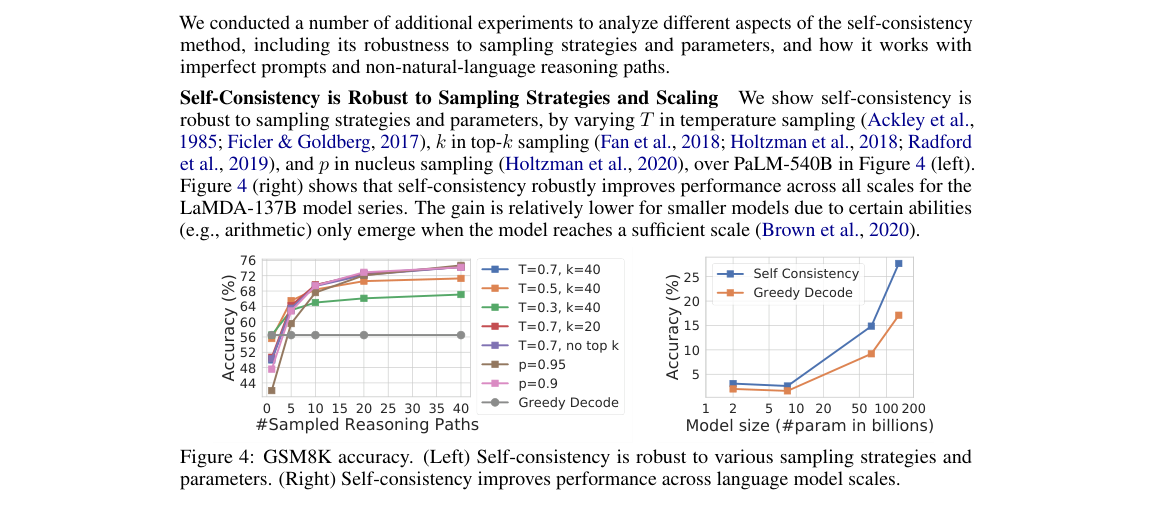 We conducted a number of additional experiments to analyze different aspects of the self-consistency
method, including its robustness to sampling strategies and parameters, and how it works with
imperfect prompts and non-natural-language reasoning paths.
Self-Consistency is Robust to Sampling Strategies and Scaling We show self-consistency is
robust to sampling strategies and parameters, by varying T in temperature sampling (Ackley et al.,
1985; Ficler & Goldberg, 2017), k in top-k sampling (Fan et al., 2018; Holtzman et al., 2018; Radford
et al., 2019), and p in nucleus sampling (Holtzman et al., 2020), over PaLM-540B in Figure 4 (left).
Figure 4 (right) shows that self-consistency robustly improves performance across all scales for the
LaMDA-137B model series. The gain is relatively lower for smaller models due to certain abilities
(e.g., arithmetic) only emerge when the model reaches a sufficient scale (Brown et al., 2020).
Accuracy (%)
76
72
68
64
60
56
52
48
44
0 5 10 15 20 25 30 35 40
#Sampled Reasoning Paths
T=0.7, k=40
T=0.5, k=40
T=0.3, k=40
T=0.7, k=20
T=0.7, no top k
p=0.95
p=0.9
Greedy Decode
Accuracy (%)
25
20
15
10
5
Self Consistency
Greedy Decode
1 2 5 10 20 50 100 200
Model size (#param in billions)
Figure 4: GSM8K accuracy. (Left) Self-consistency is robust to various sampling strategies and
parameters. (Right) Self-consistency improves performance across language model scales.